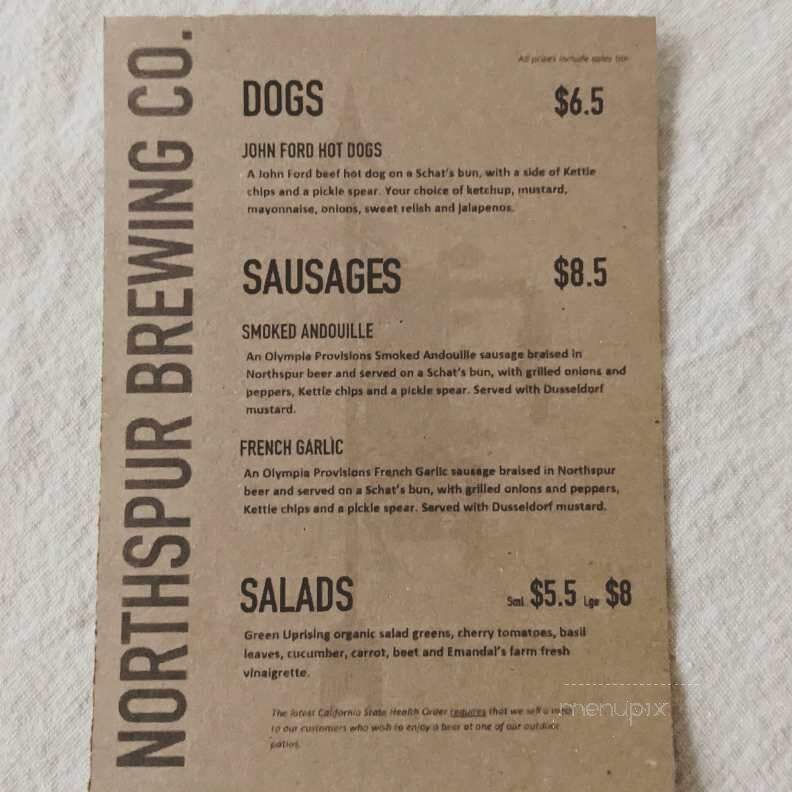 NORTHSPUR BREWING CO.
All prices include sales tax
DOGS $6.5
JOHN FORD HOT DOGS
A John Ford beef hot dog on a Schat's bun, with a side of Kettle
chips and a pickle spear. Your choice of ketchup, mustard,
mayonnaise, onions, sweet relish and jalapenos.
SAUSAGES $8.5
SMOKED ANDOUILLE
An Olympia Provisions Smoked Andouille sausage braised in
Northspur beer and served on a Schat's bun, with grilled onions and
peppers, Kettle chips and a pickle spear. Served with Dusseldorf
mustard.
FRENCH GARLIC
An Olympia Provisions French Garlic sausage braised in Northspur
beer and served on a Schat's bun, with grilled onions and peppers,
Kettle chips and a pickle spear. Served with Dusseldorf mustard.
SALADS Sml $5.5 Lge $8
Green Uprising organic salad greens, cherry tomatoes, basil
leaves, cucumber, carrot, beet and Emandal's farm fresh
vinaigrette.
The latest California State Health Order requires that we sell a
to our customers who wish to enjoy a beer at one of our outdoor
patios.
menupix